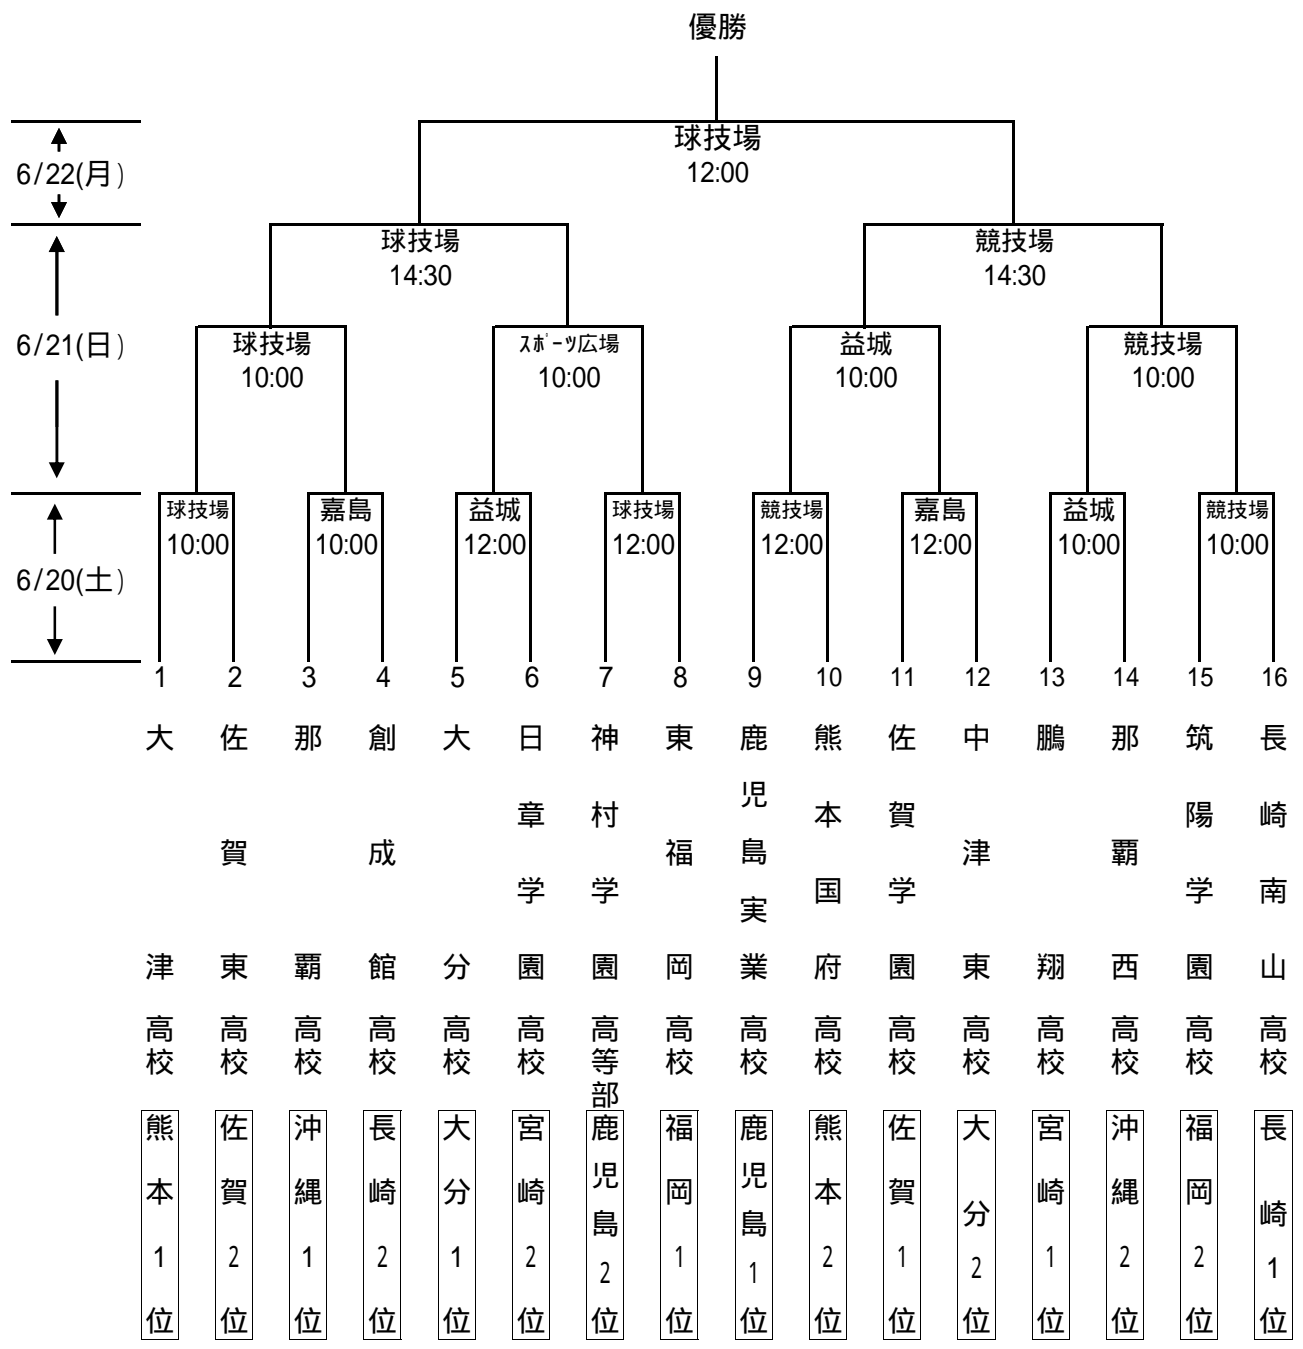 優勝
球技場
12:00
6/22(月)
球技場
14:30
競技場
14:30
6/21(日)
球技場
10:00
ｽﾎﾟｰﾂ広場
10:00
益城
10:00
競技場
10:00
6/20(土)
球技場
10:00
嘉島
10:00
益城
12:00
球技場
12:00
競技場
12:00
嘉島
12:00
益城
10:00
競技場
10:00
1 2 3 4 5 6 7 8 9 10 11 12 13 14 15 16
大津高校
佐賀東高校
那覇高校
創成館高校
大分高校
日章学園高校
神村学園高等部
東福岡高校
鹿児島実業高校
熊本国府高校
佐賀学園高校
中津東高校
鵬翔高校
那覇西高校
筑陽学園高校
長崎南山高校
熊本1位
佐賀2位
沖縄1位
長崎2位
大分1位
宮崎2位
鹿児島2位
福岡1位
鹿児島1位
熊本2位
佐賀1位
大分2位
宮崎1位
沖縄2位
福岡2位
長崎1位